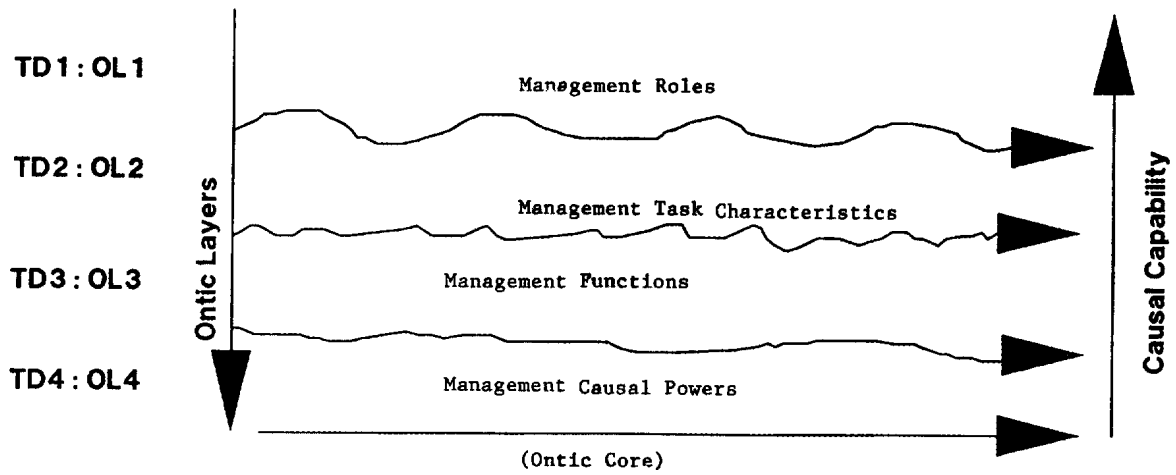 TD1 : OL1
Management Roles
TD2 : OL2
Management Task Characteristics
TD3 : OL3
Management Functions
TD4 : OL4
Management Causal Powers
(Ontic Core)
Ontic Layers
Causal Capability